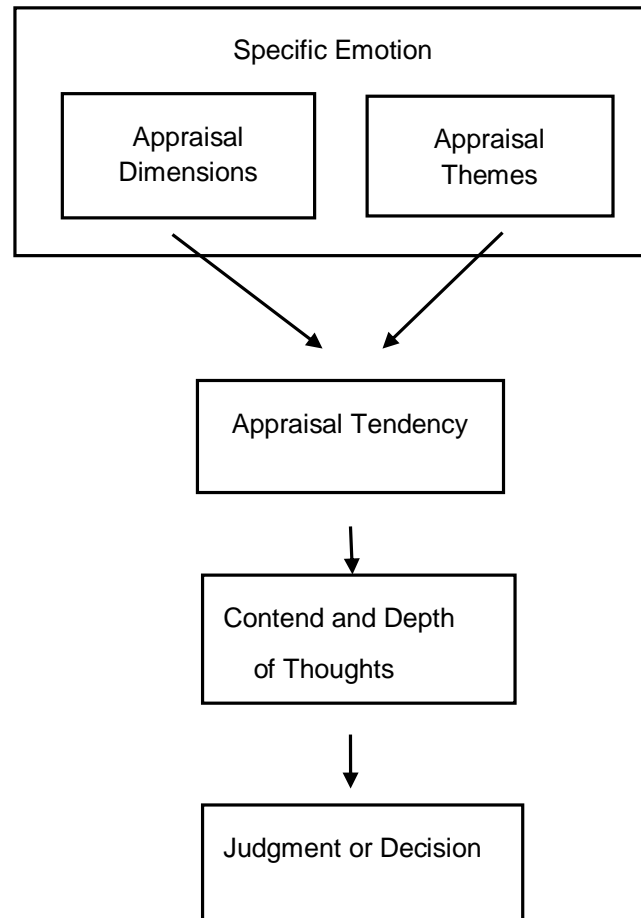 Specific Emotion
Appraisal
Dimensions
Appraisal
Themes
Appraisal Tendency
Contend and Depth
of Thoughts
Judgment or Decision